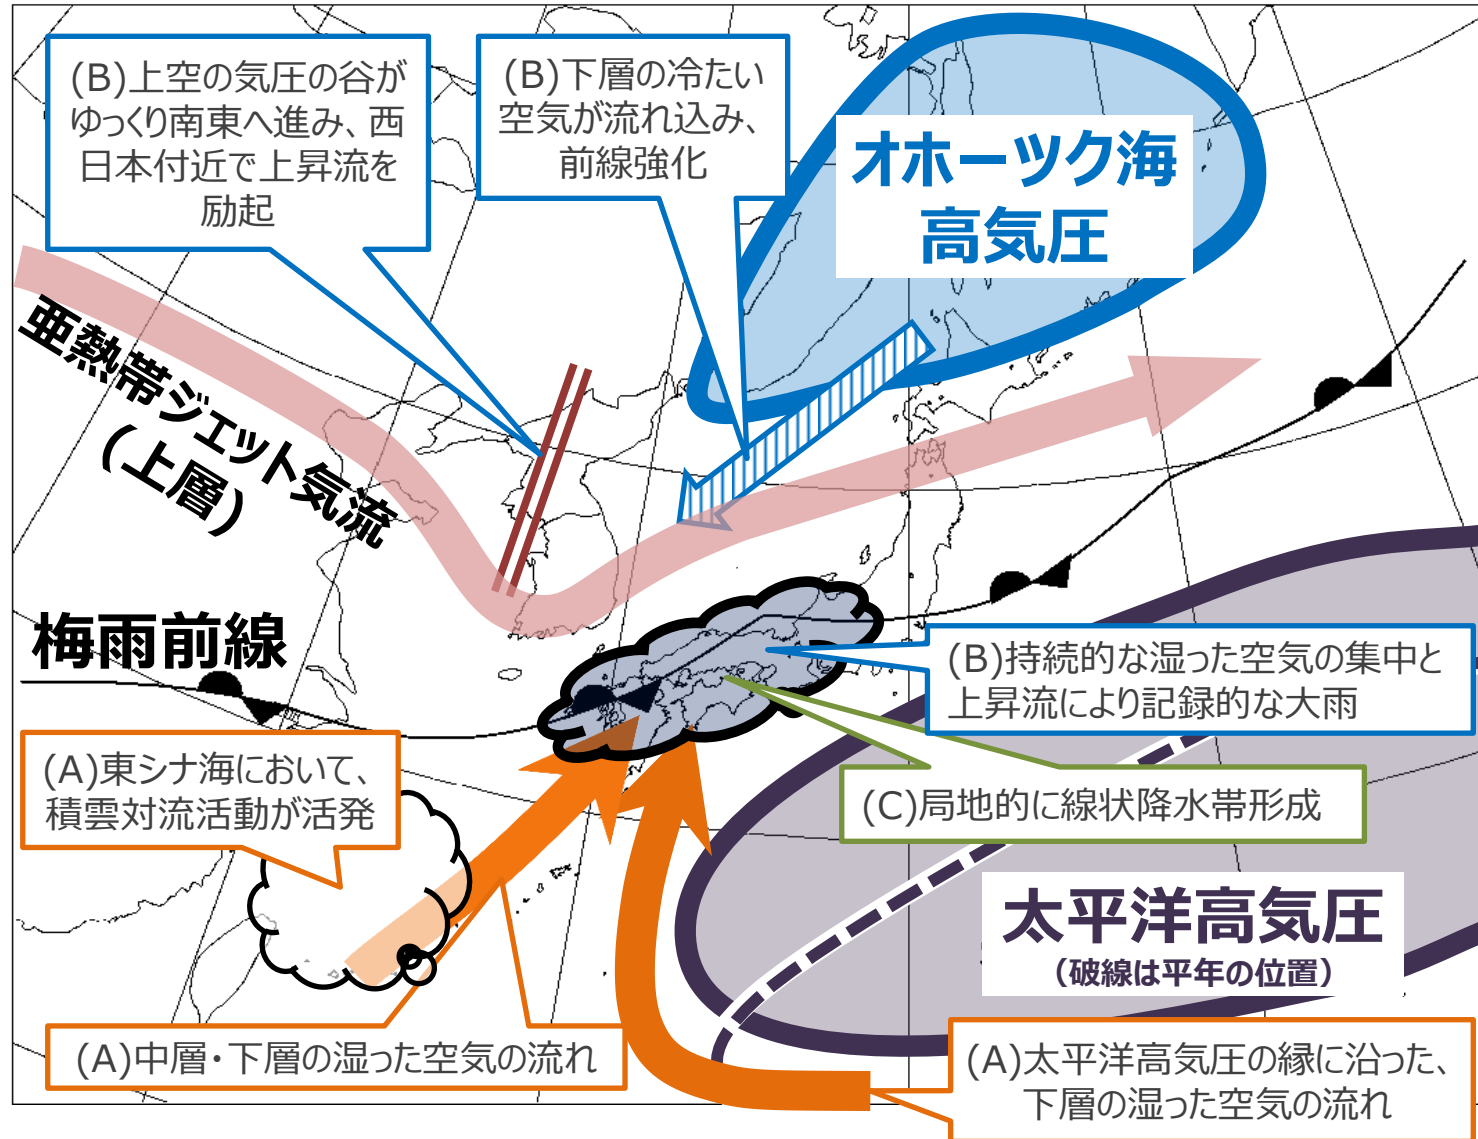 (B)上空の気圧の谷が
ゆっくり南東へ進み、西
日本付近で上昇流を
励起
(B)下層の冷たい
空気が流れ込み、
前線強化
オホーツク海
高気圧
亜熱帯ジェット気流
(上層)
梅雨前線
(B)持続的な湿った空気の集中と
上昇流により記録的な大雨
(A)東シナ海において、
積雲対流活動が活発
(C)局地的に線状降水帯形成
太平洋高気圧
（破線は平年の位置）
(A)中層・下層の湿った空気の流れ
(A)太平洋高気圧の縁に沿った、
下層の湿った空気の流れ